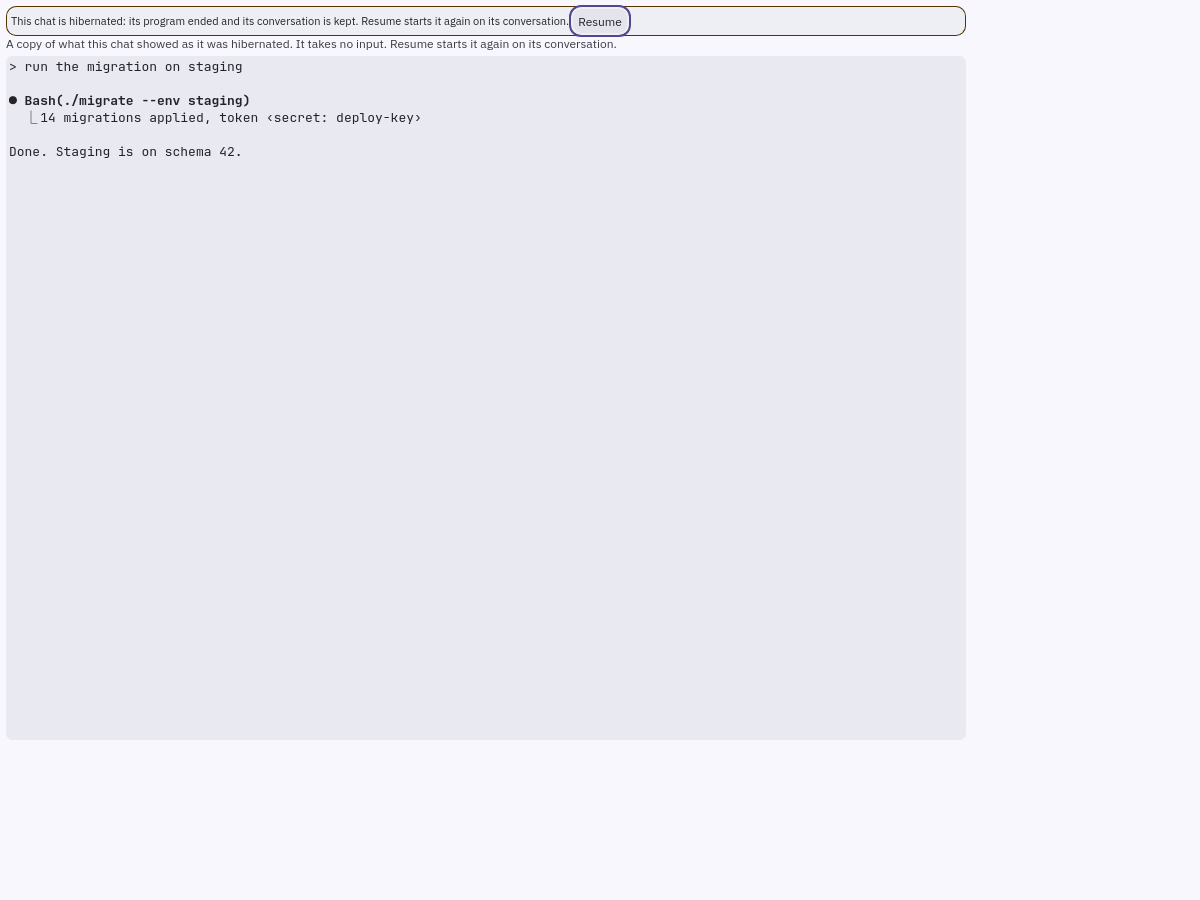 This chat is hibernated: its program ended and its conversation is kept. Resume starts it again on its conversation. Resume
A copy of what this chat showed as it was hibernated. It takes no input. Resume starts it again on its conversation.
> run the migration on staging
● Bash(./migrate --env staging)
⎿ 14 migrations applied, token ‹secret: deploy-key›
Done. Staging is on schema 42.